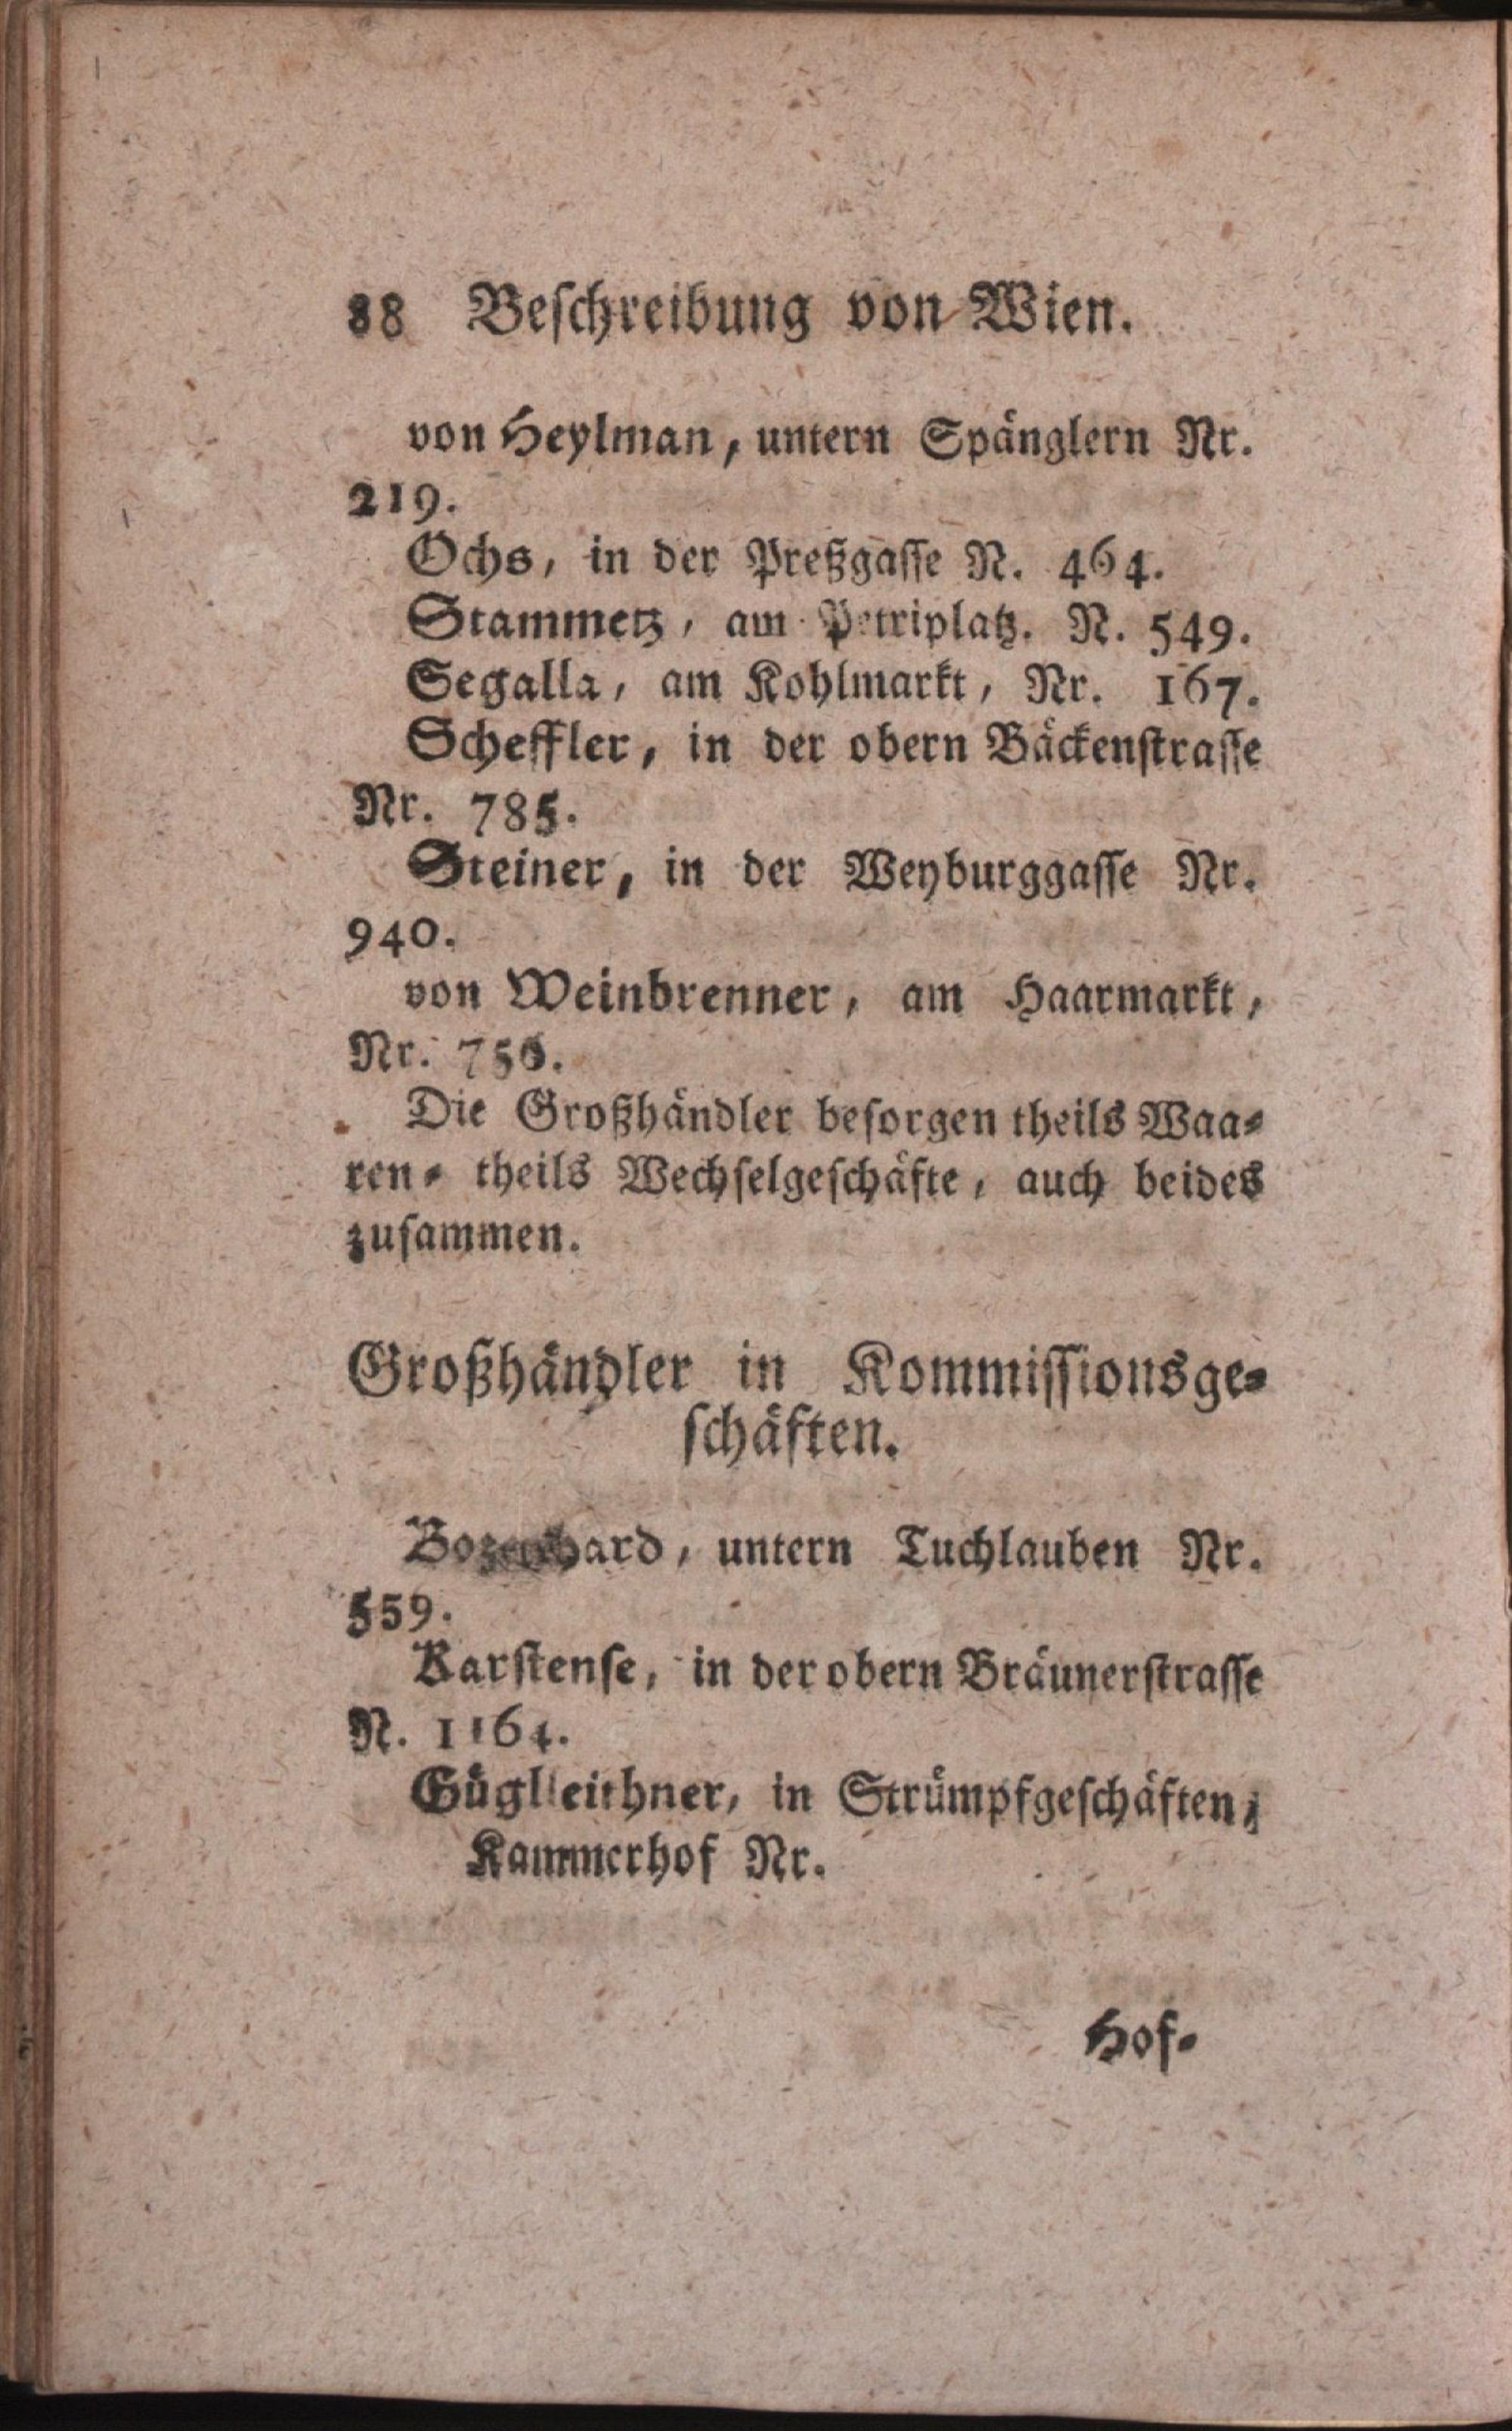 88 Beschreibung von Wien.
von Heylman, untern Spänglern Nr.
219.
Ochs, in der Preßgasse N. 464.
Stammetz, am Petriplatz. N. 549.
Segalla, am Kohlmarkt, Nr. 167.
Scheffler, in der obern Bäckenstrasse
Nr. 785.
Steiner, in der Weyburggasse Nr.
940.
von Weinbrenner, am Haarmarkt,
Nr. 756.
Die Großhändler besorgen theils Waa-
ren- theils Wechselgeschäfte, auch beides
zusammen.
Großhändler in Kommissionsge-
schäften.
untern Tuchlauben Nr.
559.
Karstense, in der obern Bräunerstrasse
N. 1164.
Güglleithner, in Strümpfgeschäften,
Kammerhof Nr.
Hof-